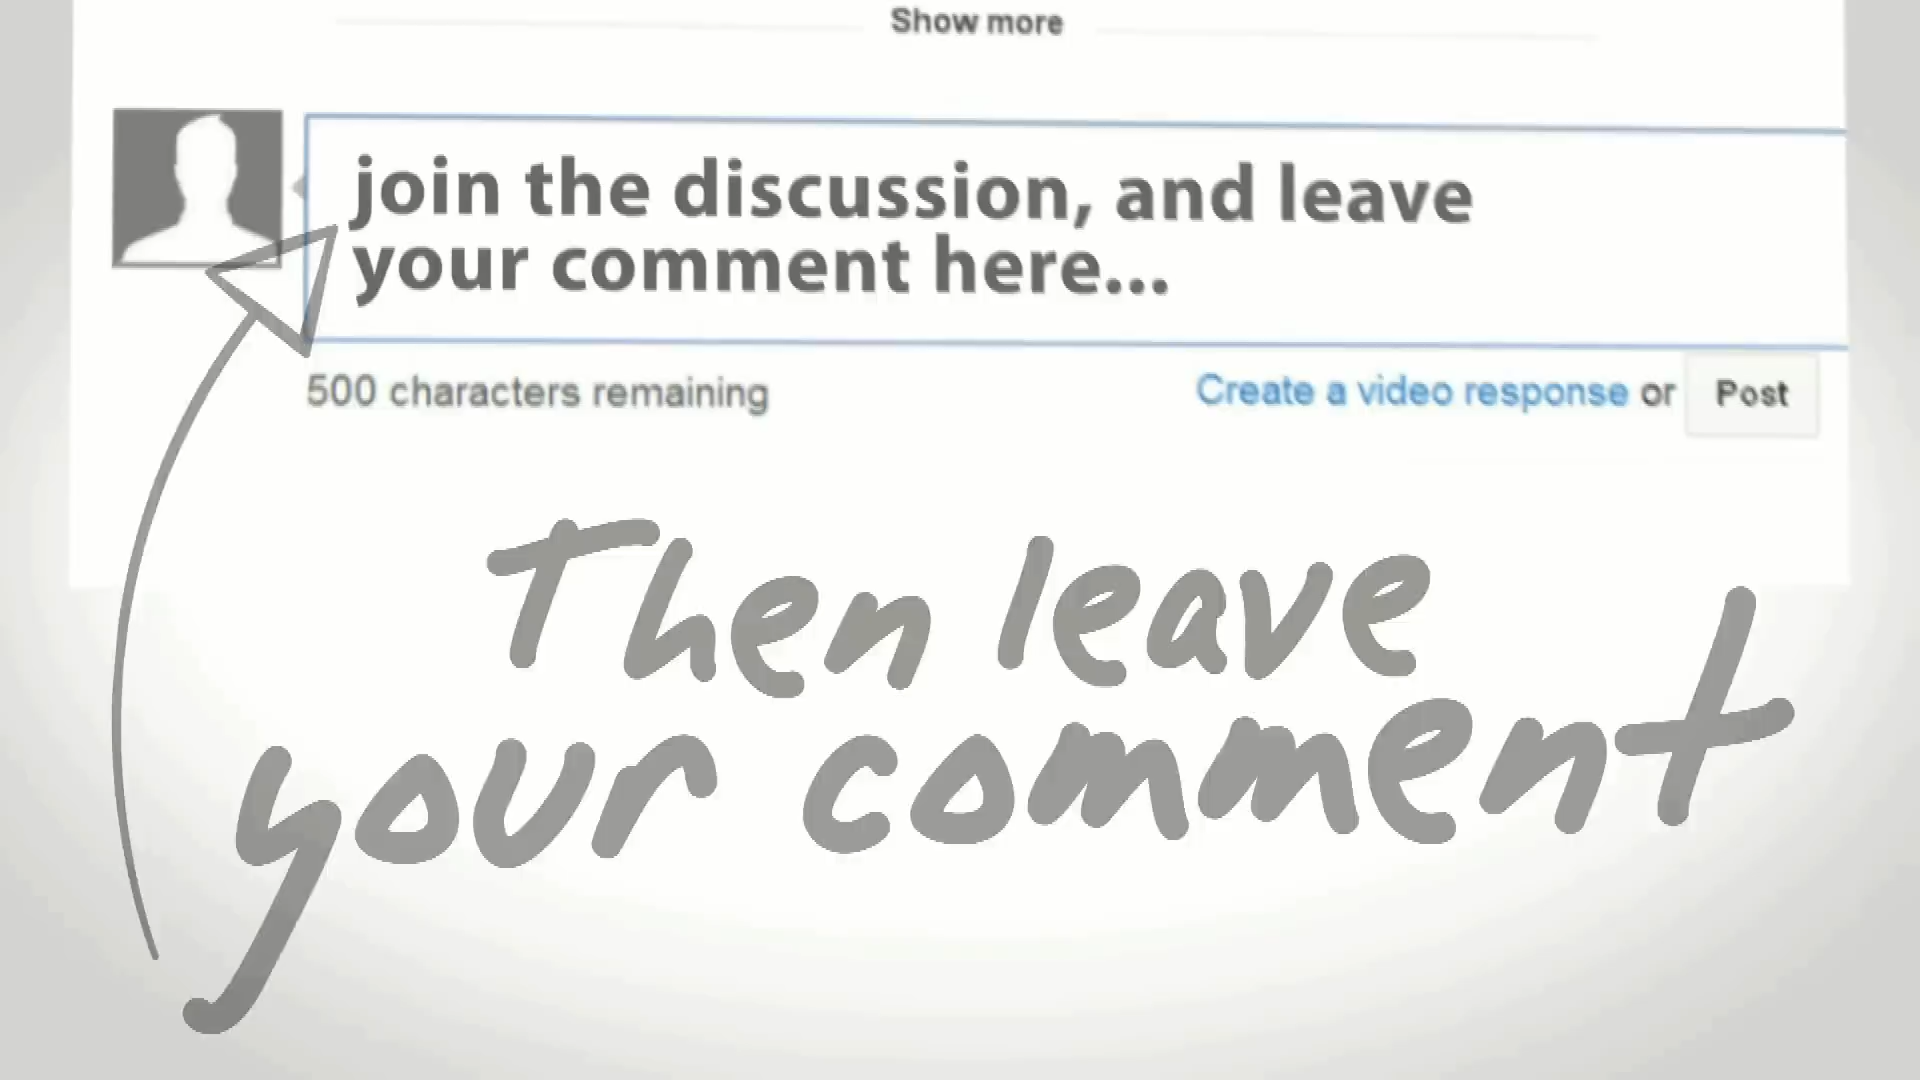 Show more
join the discussion, and leave
your comment here...
500 characters remaining
Create a video response or Post
Then leave
your comment